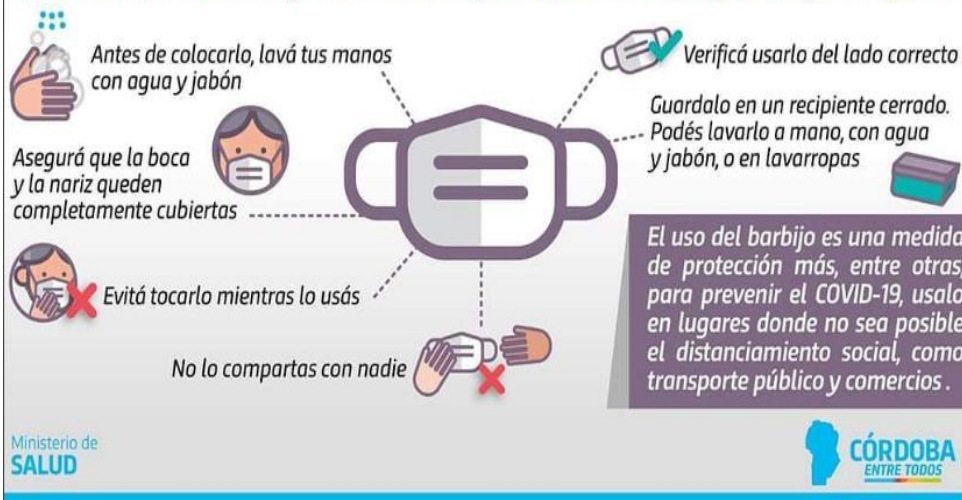 Antes de colocarlo, lavá tus manos
con agua y jabón
Verificá usarlo del lado correcto
Guardalo en un recipiente cerrado.
Podés lavarlo a mano, con agua
y jabón, o en lavarropas
Asegurá que la boca
y la nariz queden
completamente cubiertas
Evitá tocarlo mientras lo usás
No lo compartas con nadie
El uso del barbijo es una medida
de protección más, entre otras,
para prevenir el COVID-19, usalo
en lugares donde no sea posible
el distanciamiento social, como
transporte público y comercios .
Ministerio de
SALUD
CÓRDOBA
ENTRE TODOS